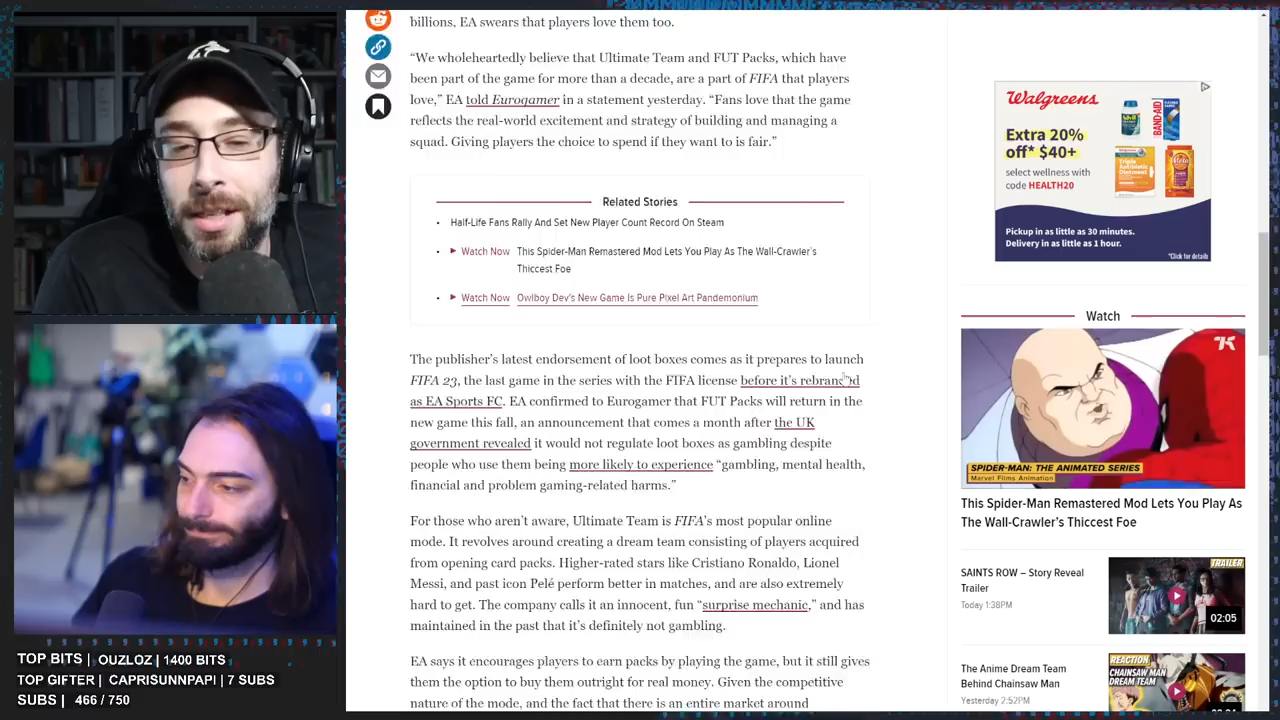 billions, EA swears that players love them too.
“We wholeheartedly believe that Ultimate Team and FUT Packs, which have
been part of the game for more than a decade, are a part of FIFA that players
love,” EA told Eurogamer in a statement yesterday. “Fans love that the game
reflects the real-world excitement and strategy of building and managing a
squad. Giving players the choice to spend if they want to is fair.”
Related Stories
Half-Life Fans Rally And Set New Player Count Record On Steam
Watch Now This Spider-Man Remastered Mod Lets You Play As The Wall-Crawler's
Thiccest Foe
Watch Now Owlboy Dev's New Game Is Pure Pixel Art Pandemonium
The publisher’s latest endorsement of loot boxes comes as it prepares to launch
FIFA 23, the last game in the series with the FIFA license before it’s rebranded
as EA Sports FC. EA confirmed to Eurogamer that FUT Packs will return in the
new game this fall, an announcement that comes a month after the UK
government revealed it would not regulate loot boxes as gambling despite
people who use them being more likely to experience “gambling, mental health,
financial and problem gaming-related harms.”
For those who aren’t aware, Ultimate Team is FIFA’s most popular online
mode. It revolves around creating a dream team consisting of players acquired
from opening card packs. Higher-rated stars like Cristiano Ronaldo, Lionel
Messi, and past icon Pelé perform better in matches, and are also extremely
hard to get. The company calls it an innocent, fun “surprise mechanic,” and has
maintained in the past that it’s definitely not gambling.
EA says it encourages players to earn packs by playing the game, but it still gives
them the option to buy them outright for real money. Given the competitive
nature of the mode, and the fact that there is an entire market around
Walgreens
Extra 20%
off* $40+
select wellness with
code HEALTH20
Pickup in as little as 30 minutes.
Delivery in as little as 1 hour.
*Click for details
BAND-AID
Triple
Antibiotic
Ointment
Watch
SPIDER-MAN: THE ANIMATED SERIES
Marvel Films Animation
This Spider-Man Remastered Mod Lets You Play As
The Wall-Crawler's Thiccest Foe
SAINTS ROW – Story Reveal
Trailer
Today 1:38PM
TRAILER
02:05
The Anime Dream Team
Behind Chainsaw Man
Yesterday 2:52PM
REACTION
CHAINSAW MAN
DREAM TEAM
TOP BITS | OUZLOZ | 1400 BITS
TOP GIFTER | CAPRISUNNPAPI | 7 SUBS
SUBS | 466 / 750